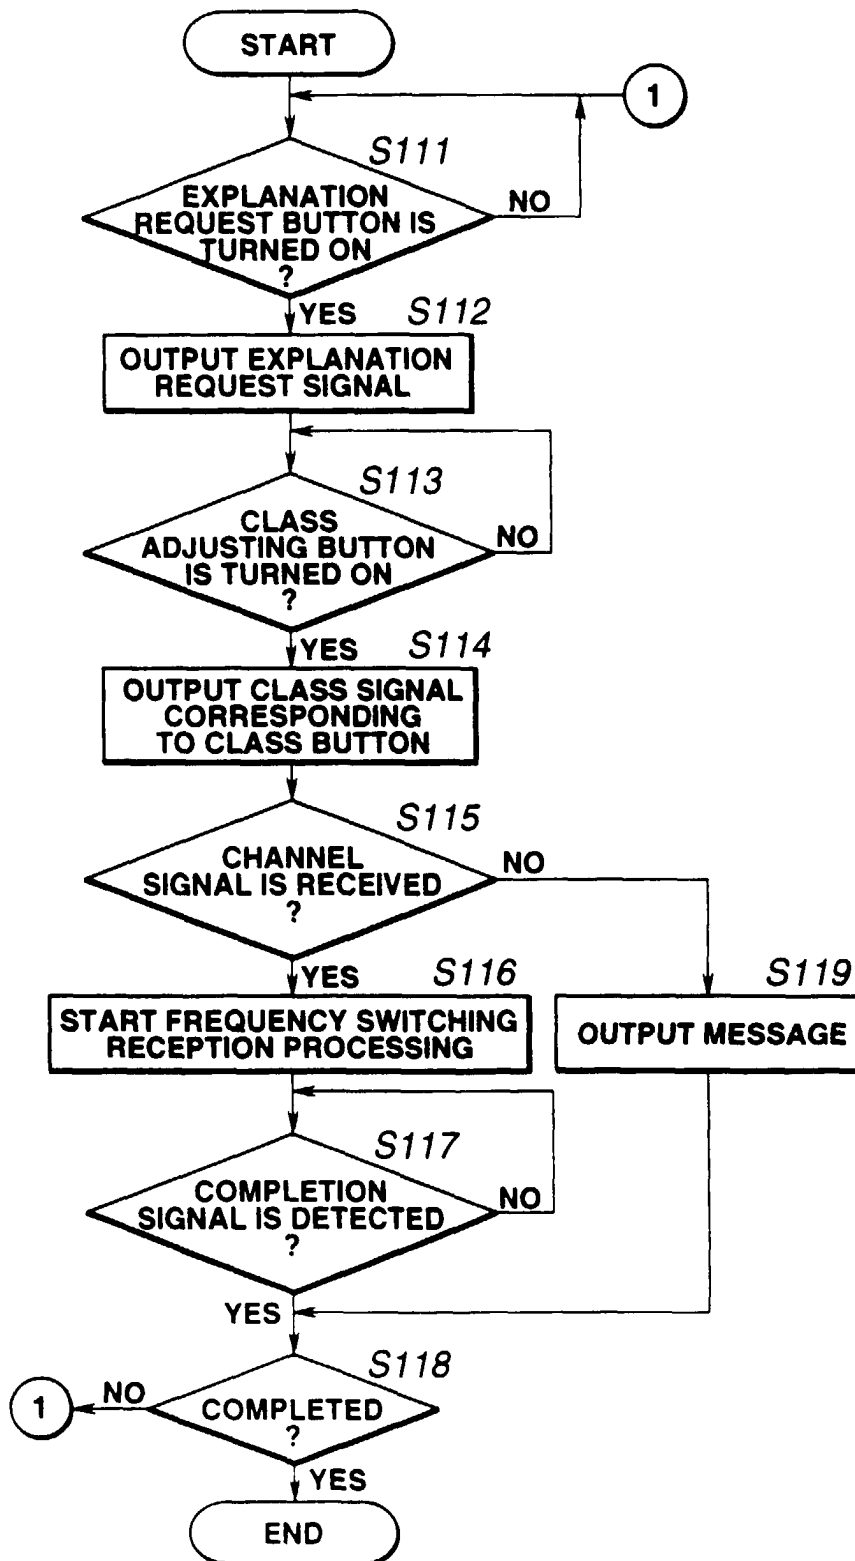 START
1
S111
EXPLANATION
REQUEST BUTTON IS
TURNED ON
?
NO
YES
S112
OUTPUT EXPLANATION
REQUEST SIGNAL
S113
CLASS
ADJUSTING BUTTON
IS TURNED ON
?
NO
YES
S114
OUTPUT CLASS SIGNAL
CORRESPONDING
TO CLASS BUTTON
S115
CHANNEL
SIGNAL IS RECEIVED
?
NO
YES
S116
START FREQUENCY SWITCHING
RECEPTION PROCESSING
S119
OUTPUT MESSAGE
S117
COMPLETION
SIGNAL IS DETECTED
?
NO
YES
S118
COMPLETED
?
NO
1
YES
END